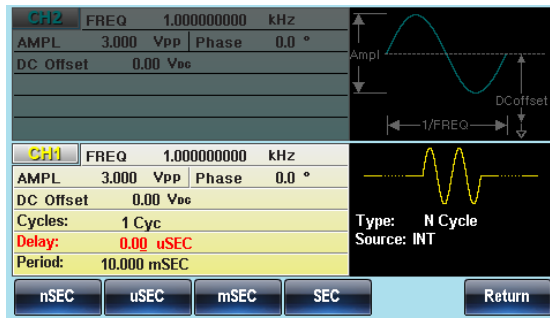 CH2 FREQ 1.000000000 kHz
AMPL 3.000 Vpp Phase 0.0 °
DC Offset 0.00 VDC
Ampl
DCoffset
1/FREQ
CH1 FREQ 1.000000000 kHz
AMPL 3.000 Vpp Phase 0.0 °
DC Offset 0.00 VDC
Cycles: 1 Cyc
Delay: 0.00 uSEC
Period: 10.000 mSEC
Type: N Cycle
Source: INT
nSEC uSEC mSEC SEC Return